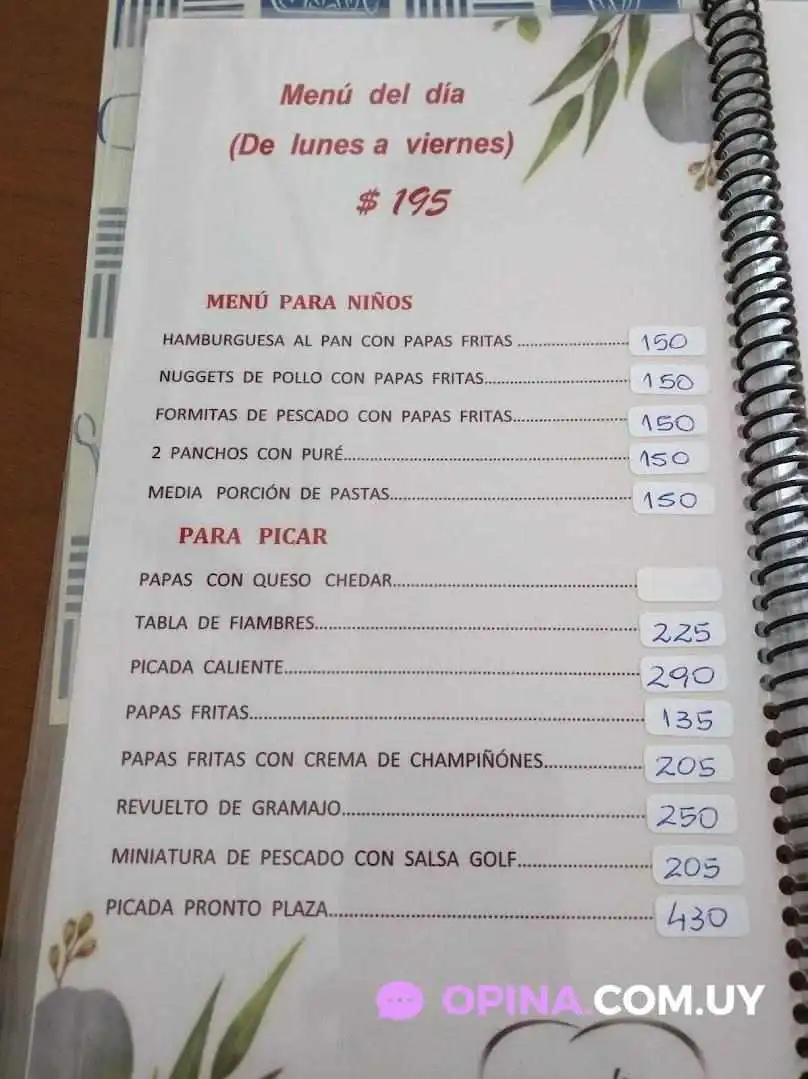 Menú del día
(De lunes a viernes)
$ 195
MENÚ PARA NIÑOS
HAMBURGUESA AL PAN CON PAPAS FRITAS ........................ 150
NUGGETS DE POLLO CON PAPAS FRITAS................................ 150
FORMITAS DE PESCADO CON PAPAS FRITAS......................... 150
2 PANCHOS CON PURÉ............................................................ 150
MEDIA PORCIÓN DE PASTAS................................................... 150
PARA PICAR
PAPAS CON QUESO CHEDAR...................................................
TABLA DE FIAMBRES................................................................. 225
PICADA CALIENTE....................................................................... 290
PAPAS FRITAS.............................................................................. 135
PAPAS FRITAS CON CREMA DE CHAMPIÑÓNES.................... 205
REVUELTO DE GRAMAJO............................................................ 250
MINIATURA DE PESCADO CON SALSA GOLF.......................... 205
PICADA PRONTO PLAZA.............................................................. 430
OPINA.COM.UY